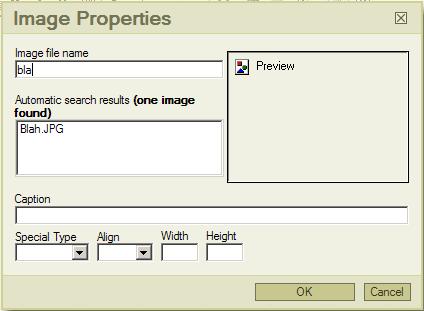 Image Properties
Image file name
bla
Preview
Automatic search results (one image
found)
Blah.JPG
Caption
Special Type Align Width Height
OK Cancel